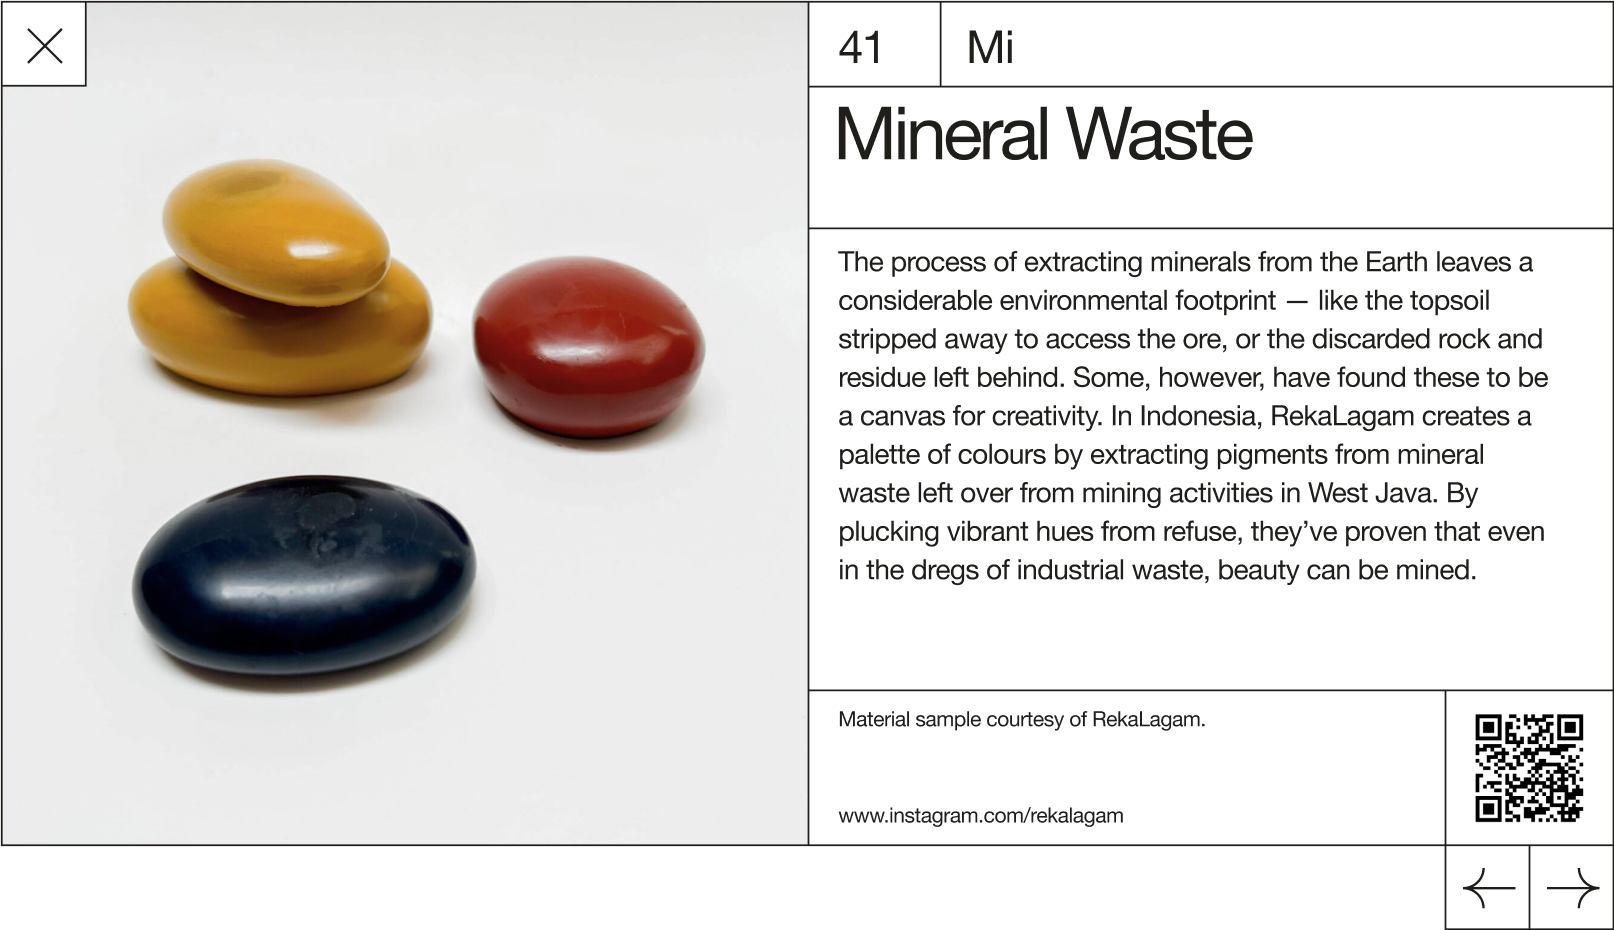 41
Mi
Mineral Waste
The process of extracting minerals from the Earth leaves a
considerable environmental footprint — like the topsoil
stripped away to access the ore, or the discarded rock and
residue left behind. Some, however, have found these to be
a canvas for creativity. In Indonesia, RekaLagam creates a
palette of colours by extracting pigments from mineral
waste left over from mining activities in West Java. By
plucking vibrant hues from refuse, they’ve proven that even
in the dregs of industrial waste, beauty can be mined.
Material sample courtesy of RekaLagam.
www.instagram.com/rekalagam